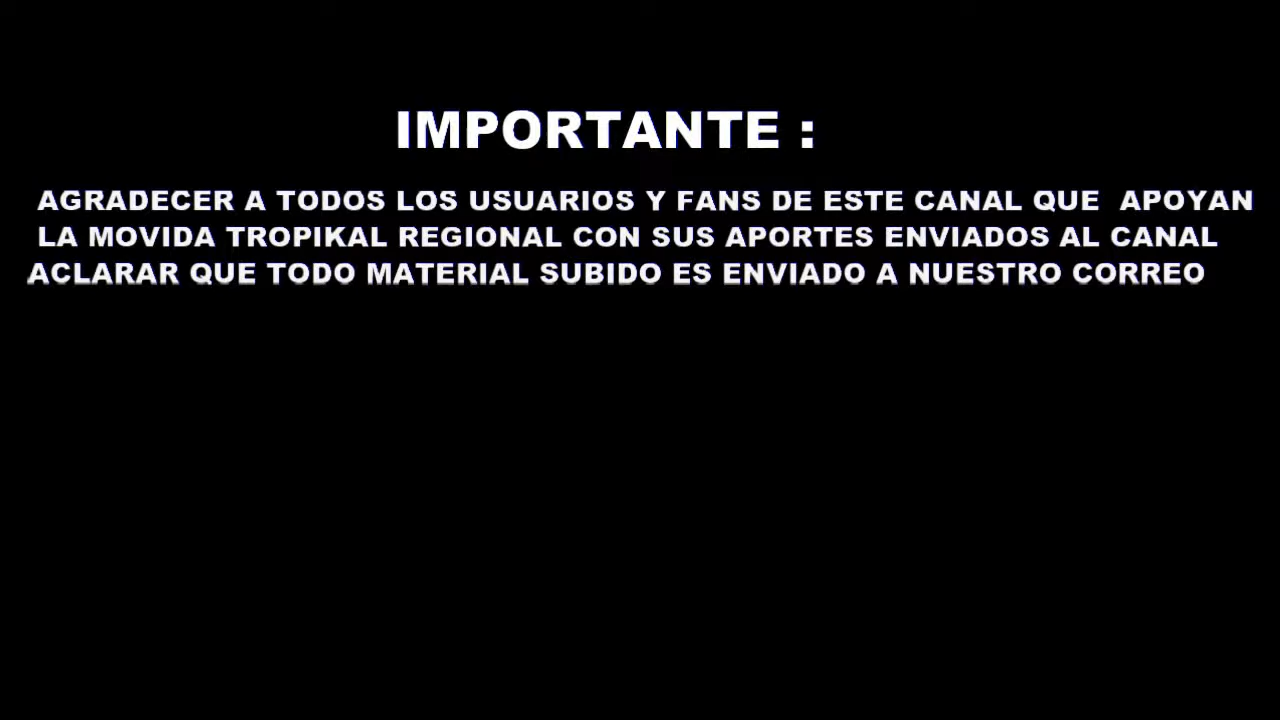 IMPORTANTE :
AGRADECER A TODOS LOS USUARIOS Y FANS DE ESTE CANAL QUE  APOYAN
LA MOVIDA TROPIKAL REGIONAL CON SUS APORTES ENVIADOS AL CANAL
ACLARAR QUE TODO MATERIAL SUBIDO ES ENVIADO A NUESTRO CORREO